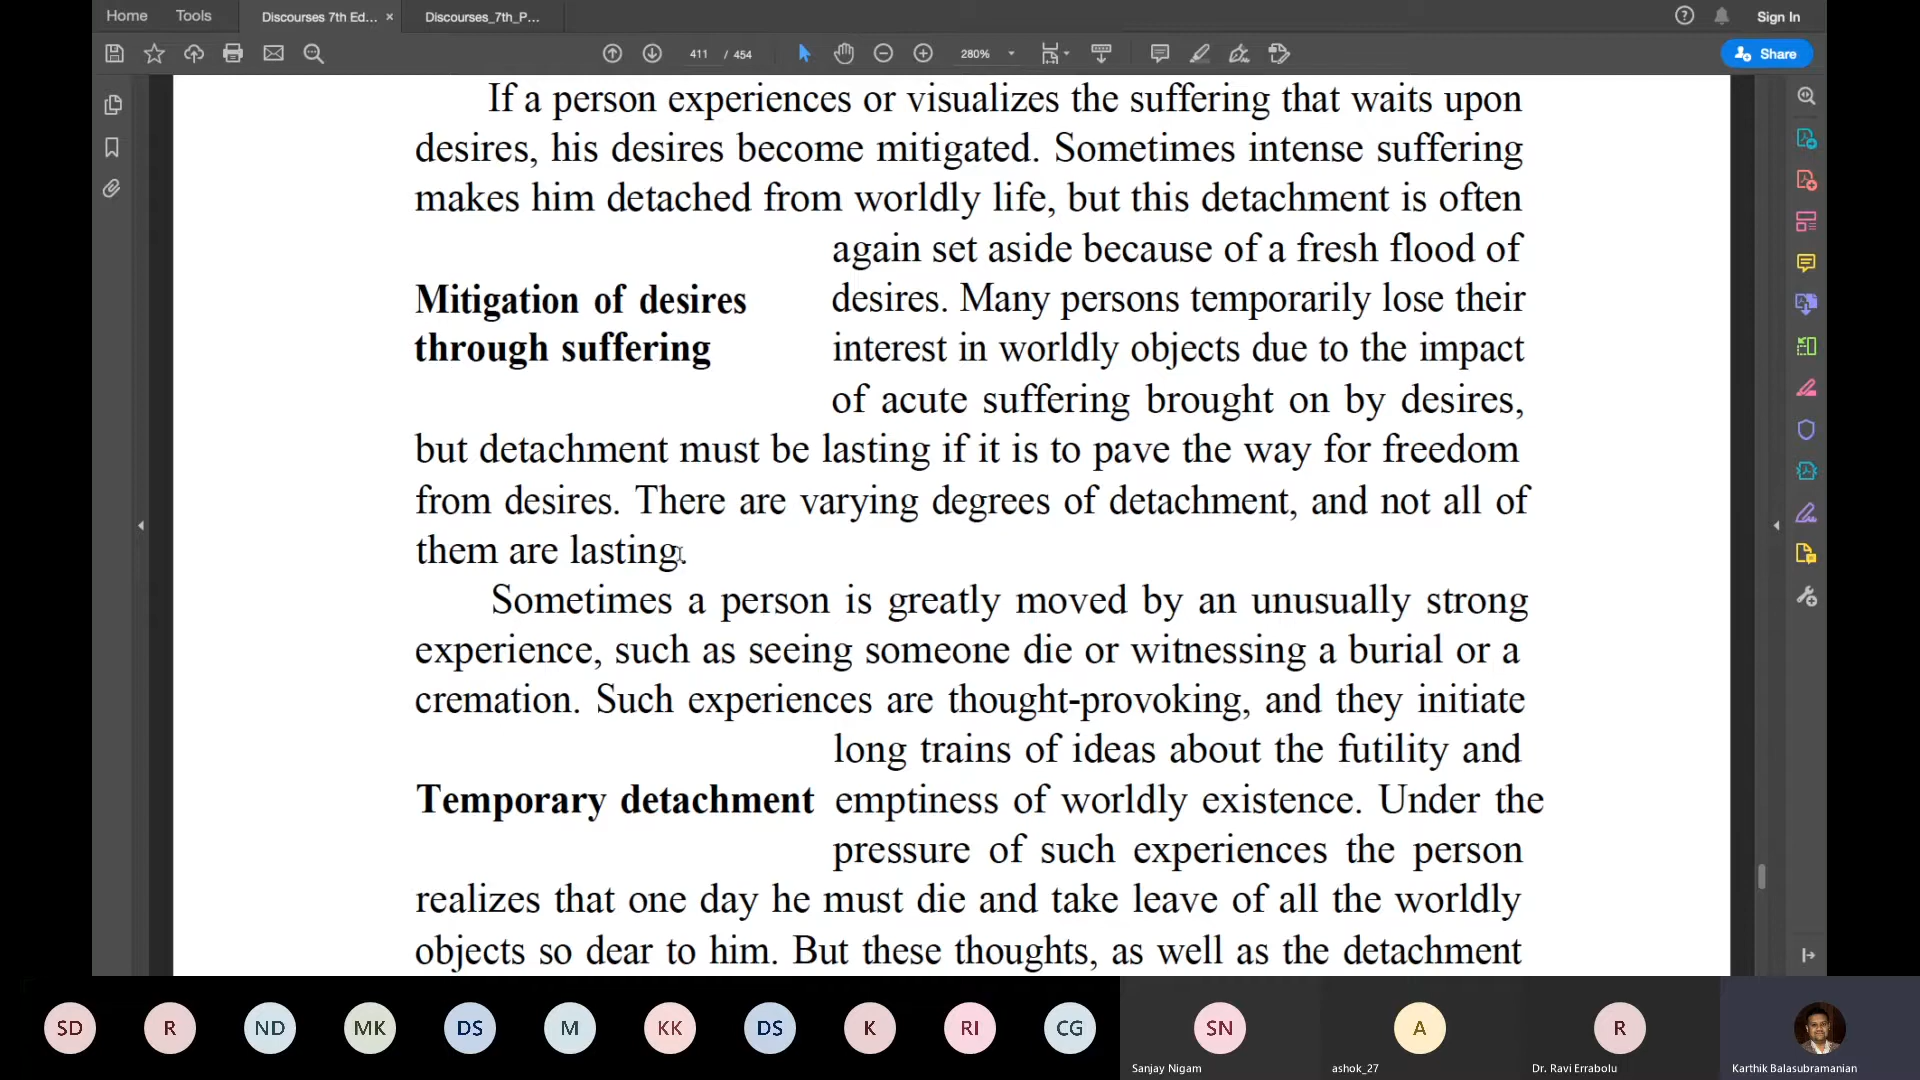 Home Tools Discourses 7th Ed... × Discourses_7th_P... Sign In
411 / 454 280% Share
If a person experiences or visualizes the suffering that waits upon
desires, his desires become mitigated. Sometimes intense suffering
makes him detached from worldly life, but this detachment is often
again set aside because of a fresh flood of
Mitigation of desires desires. Many persons temporarily lose their
through suffering interest in worldly objects due to the impact
of acute suffering brought on by desires,
but detachment must be lasting if it is to pave the way for freedom
from desires. There are varying degrees of detachment, and not all of
them are lasting.
Sometimes a person is greatly moved by an unusually strong
experience, such as seeing someone die or witnessing a burial or a
cremation. Such experiences are thought-provoking, and they initiate
long trains of ideas about the futility and
Temporary detachment emptiness of worldly existence. Under the
pressure of such experiences the person
realizes that one day he must die and take leave of all the worldly
objects so dear to him. But these thoughts, as well as the detachment
SD R ND MK DS M KK DS K RI CG SN A R
Sanjay Nigam ashok_27 Dr. Ravi Errabolu Karthik Balasubramanian